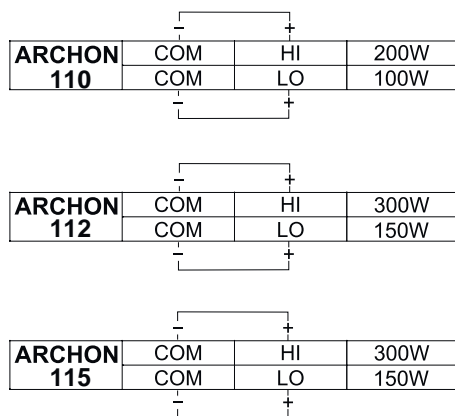 - +
ARCHON 110 COM HI 200W
COM LO 100W
- +
- +
ARCHON 112 COM HI 300W
COM LO 150W
- +
- +
ARCHON 115 COM HI 300W
COM LO 150W
- +